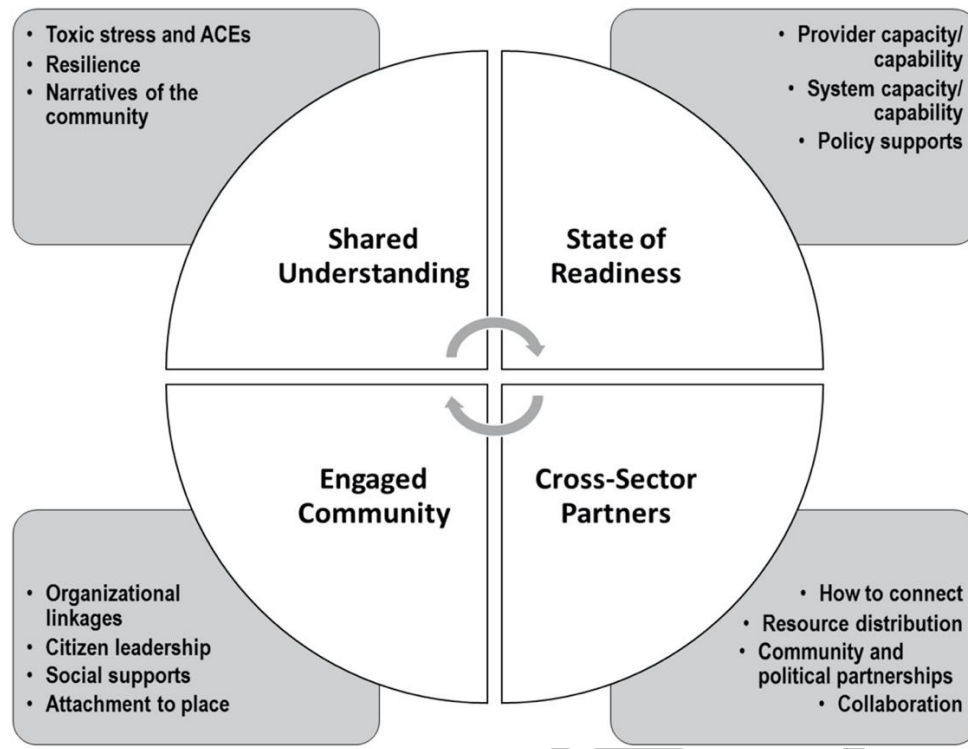 • Toxic stress and ACEs
• Resilience
• Narratives of the
community
• Provider capacity/
capability
• System capacity/
capability
• Policy supports
Shared
Understanding
State of
Readiness
Engaged
Community
Cross-Sector
Partners
• Organizational
linkages
• Citizen leadership
• Social supports
• Attachment to place
• How to connect
• Resource distribution
• Community and
political partnerships
• Collaboration